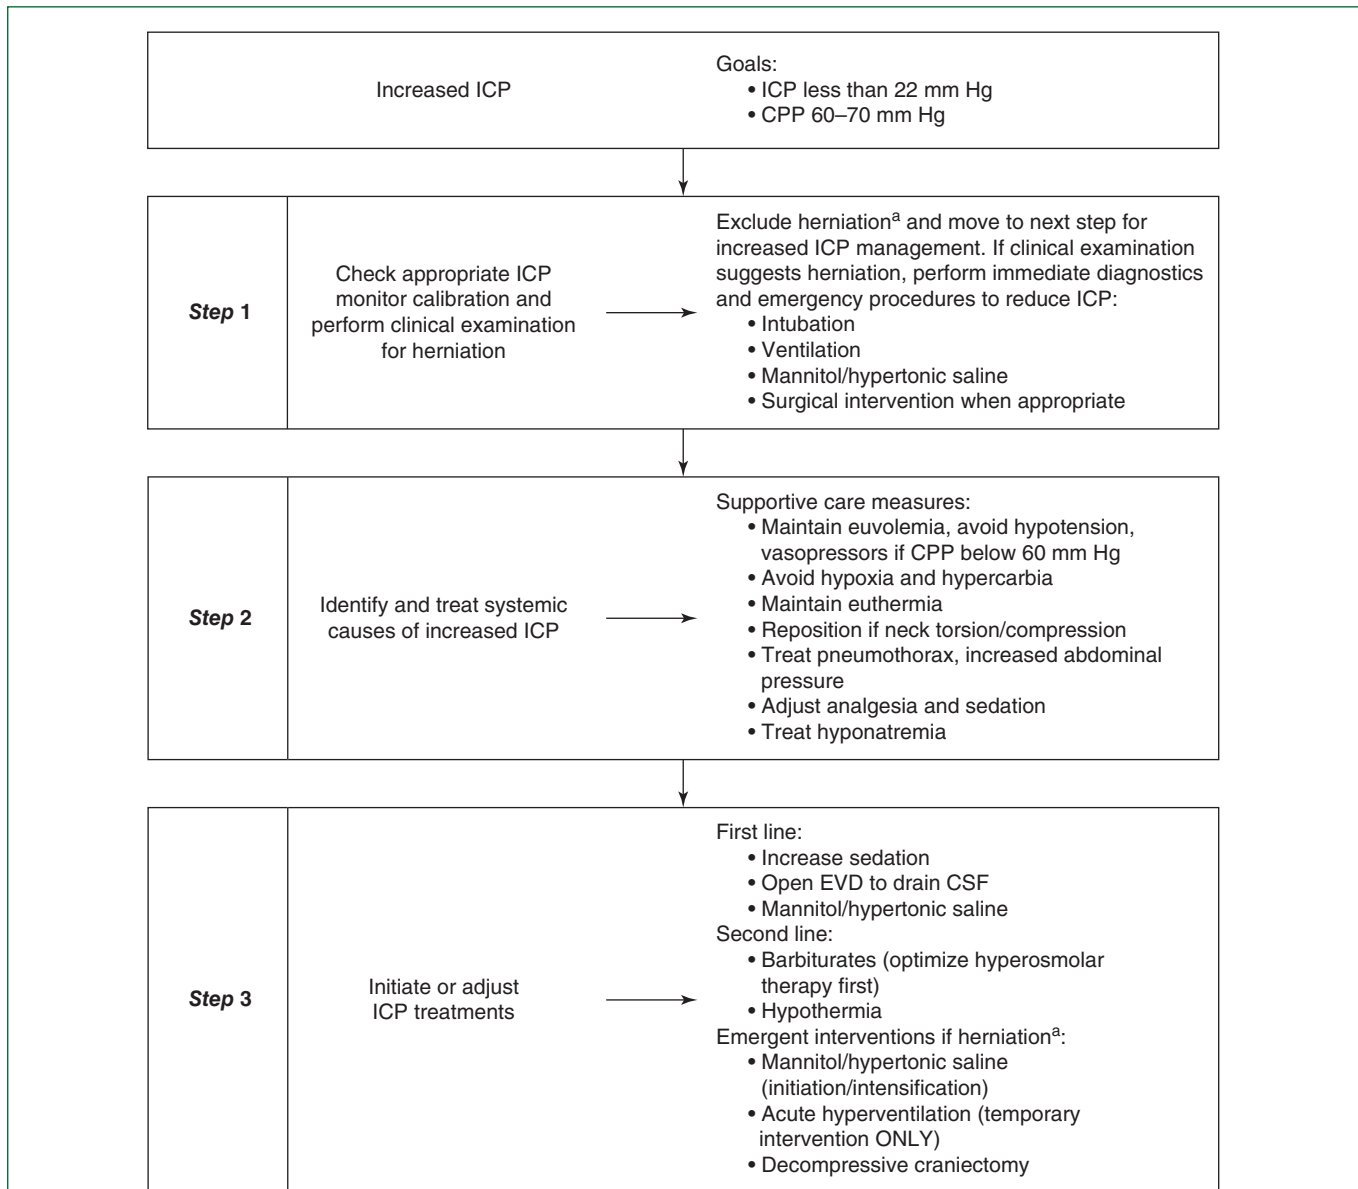 Increased ICP
Goals:
• ICP less than 22 mm Hg
• CPP 60–70 mm Hg
Step 1
Check appropriate ICP
monitor calibration and
perform clinical examination
for herniation
Exclude herniationa and move to next step for
increased ICP management. If clinical examination
suggests herniation, perform immediate diagnostics
and emergency procedures to reduce ICP:
• Intubation
• Ventilation
• Mannitol/hypertonic saline
• Surgical intervention when appropriate
Step 2
Identify and treat systemic
causes of increased ICP
Supportive care measures:
• Maintain euvolemia, avoid hypotension,
vasopressors if CPP below 60 mm Hg
• Avoid hypoxia and hypercarbia
• Maintain euthermia
• Reposition if neck torsion/compression
• Treat pneumothorax, increased abdominal
pressure
• Adjust analgesia and sedation
• Treat hyponatremia
Step 3
Initiate or adjust
ICP treatments
First line:
• Increase sedation
• Open EVD to drain CSF
• Mannitol/hypertonic saline
Second line:
• Barbiturates (optimize hyperosmolar
therapy first)
• Hypothermia
Emergent interventions if herniationa:
• Mannitol/hypertonic saline
(initiation/intensification)
• Acute hyperventilation (temporary
intervention ONLY)
• Decompressive craniectomy